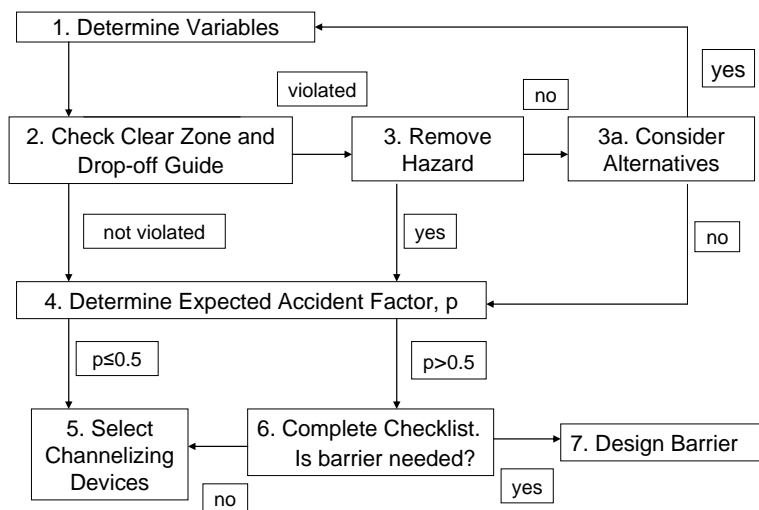 1. Determine Variables
yes
violated
no
2. Check Clear Zone and
Drop-off Guide
3. Remove
Hazard
3a. Consider
Alternatives
not violated
yes
no
4. Determine Expected Accident Factor, p
p≤0.5
p>0.5
5. Select
Channelizing
Devices
6. Complete Checklist.
Is barrier needed?
7. Design Barrier
no
yes